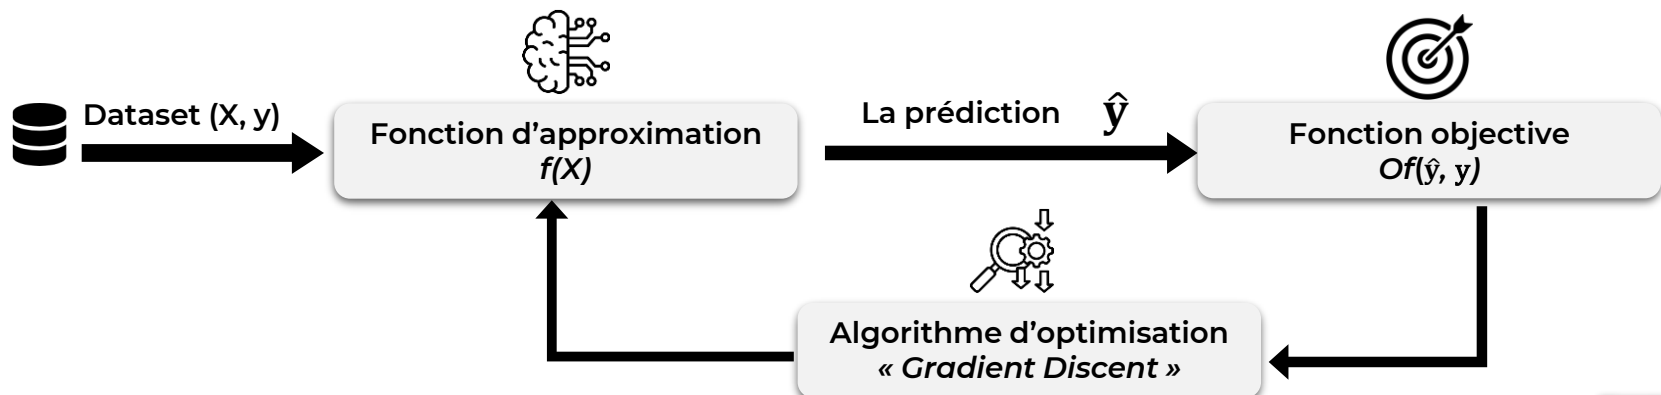 Dataset (X, y)
Fonction d’approximation
f(X)
La prédiction ŷ
Fonction objective
Of(ŷ, y)
Algorithme d’optimisation
« Gradient Discent »